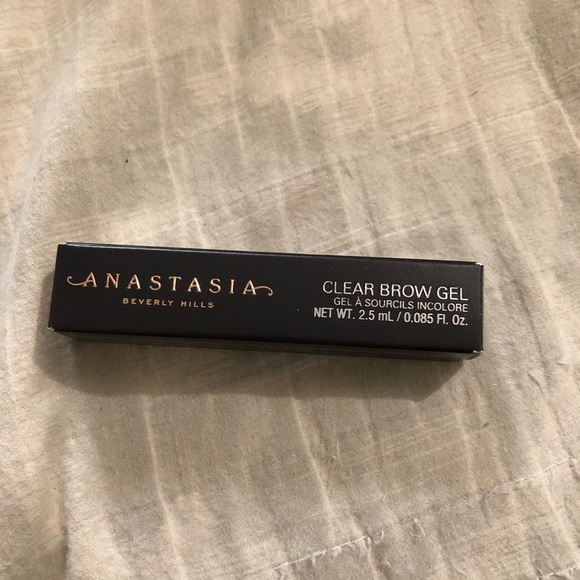 ANASTASIA
BEVERLY HILLS
CLEAR BROW GEL
GEL À SOURCILS INCOLORE
NET WT. 2.5 mL / 0.085 Fl. Oz.